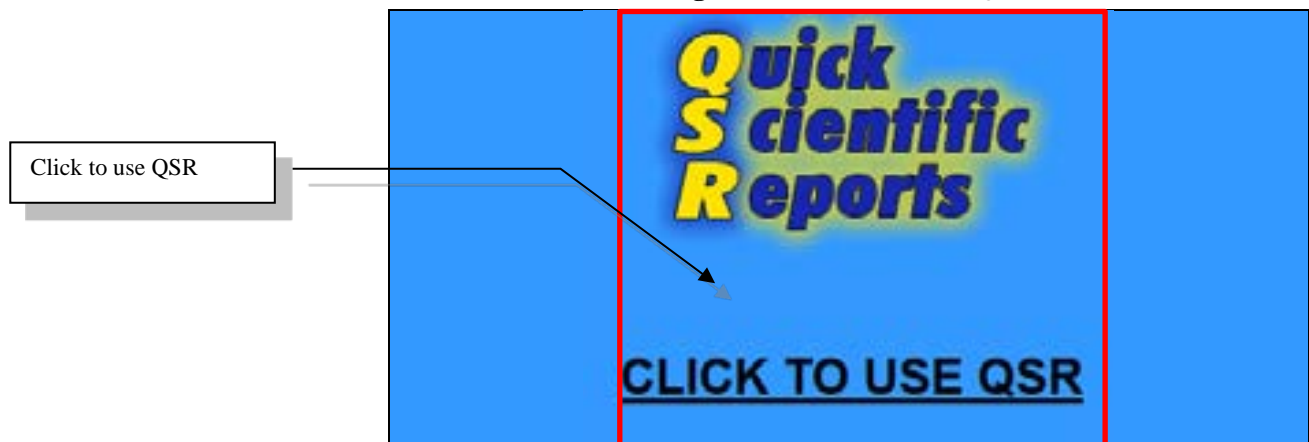 Quick
Scientific
Reports
Click to use QSR
CLICK TO USE QSR